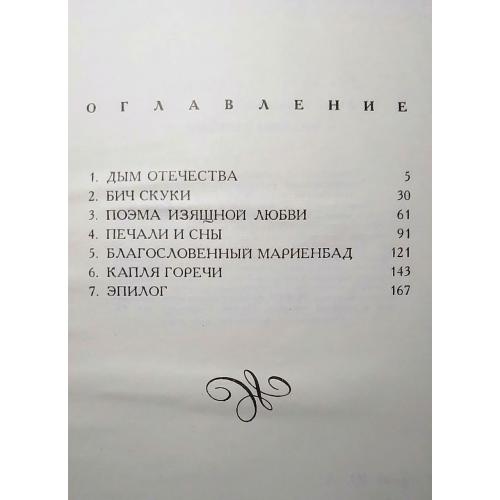 ОГЛАВЛЕНИЕ
1. ДЫМ ОТЕЧЕСТВА 5
2. БИЧ СКУКИ 30
3. ПОЭМА ИЗЯЩНОЙ ЛЮБВИ 61
4. ПЕЧАЛИ И СНЫ 91
5. БЛАГОСЛОВЕННЫЙ МАРИЕНБАД 121
6. КАПЛЯ ГОРЕЧИ 143
7. ЭПИЛОГ 167